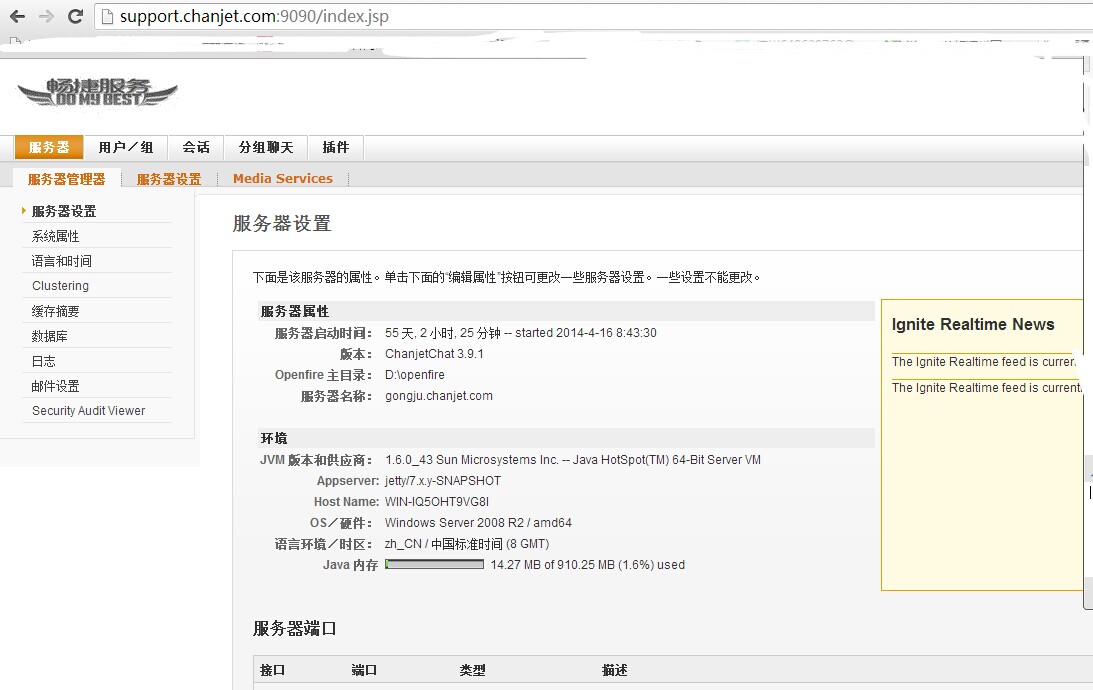 support.chanjet.com:9090/index.jsp
畅捷服务
DO MY BEST
服务器 用户／组 会话 分组聊天 插件
服务器管理器 服务器设置 Media Services
服务器设置
系统属性
语言和时间
Clustering
缓存摘要
数据库
日志
邮件设置
Security Audit Viewer
服务器设置
下面是该服务器的属性。单击下面的“编辑属性”按钮可更改一些服务器设置。一些设置不能更改。
服务器属性
服务器启动时间： 55 天, 2 小时, 25 分钟 -- started 2014-4-16 8:43:30
版本： ChanjetChat 3.9.1
Openfire 主目录： D:\openfire
服务器名称： gongju.chanjet.com
环境
JVM 版本和供应商： 1.6.0_43 Sun Microsystems Inc. -- Java HotSpot(TM) 64-Bit Server VM
Appserver: jetty/7.x.y-SNAPSHOT
Host Name: WIN-IQ5OHT9VG8I
OS／硬件： Windows Server 2008 R2 / amd64
语言环境／时区： zh_CN / 中国标准时间 (8 GMT)
Java 内存 14.27 MB of 910.25 MB (1.6%) used
Ignite Realtime News
The Ignite Realtime feed is currer
The Ignite Realtime feed is current
服务器端口
接口 端口 类型 描述